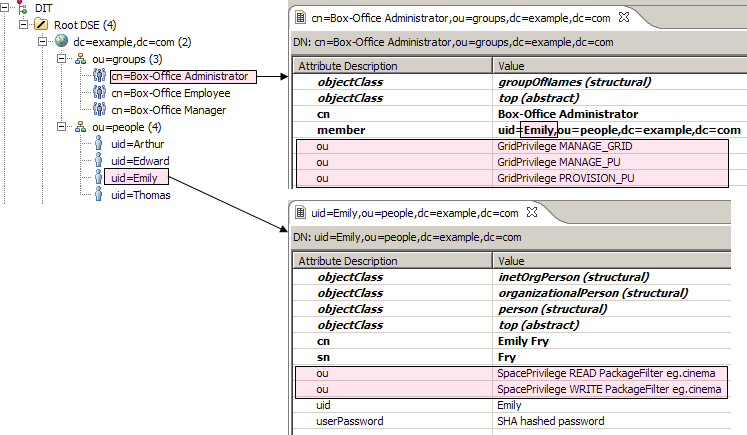 DIT
Root DSE (4)
dc=example,dc=com (2)
ou=groups (3)
cn=Box-Office Administrator
cn=Box-Office Employee
cn=Box-Office Manager
ou=people (4)
uid=Arthur
uid=Edward
uid=Emily
uid=Thomas
cn=Box-Office Administrator,ou=groups,dc=example,dc=com
DN: cn=Box-Office Administrator,ou=groups,dc=example,dc=com
Attribute Description Value
objectClass groupOfNames (structural)
objectClass top (abstract)
cn Box-Office Administrator
member uid=Emily,ou=people,dc=example,dc=com
ou GridPrivilege MANAGE_GRID
ou GridPrivilege MANAGE_PU
ou GridPrivilege PROVISION_PU
uid=Emily,ou=people,dc=example,dc=com
DN: uid=Emily,ou=people,dc=example,dc=com
Attribute Description Value
objectClass inetOrgPerson (structural)
objectClass organizationalPerson (structural)
objectClass person (structural)
objectClass top (abstract)
cn Emily Fry
sn Fry
ou SpacePrivilege READ PackageFilter eg.cinema
ou SpacePrivilege WRITE PackageFilter eg.cinema
uid Emily
userPassword SHA hashed password